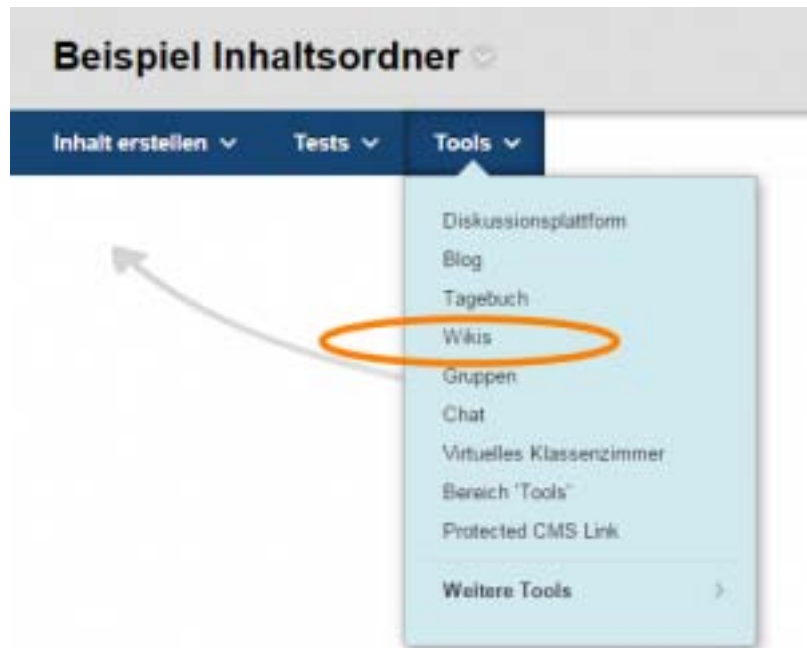 Beispiel Inhaltsordner
Inhalt erstellen Tests Tools
Diskussionsplattform
Blog
Tagebuch
Wikis
Gruppen
Chat
Virtuelles Klassenzimmer
Bereich "Tools"
Protected CMS Link
Weitere Tools